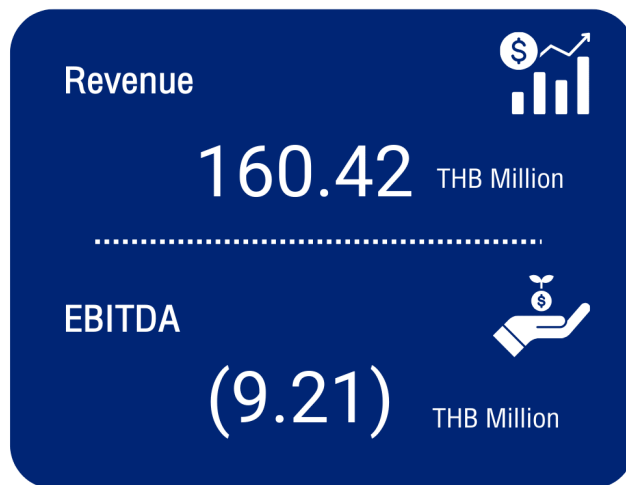 Revenue
160.42 THB Million
EBITDA
(9.21) THB Million